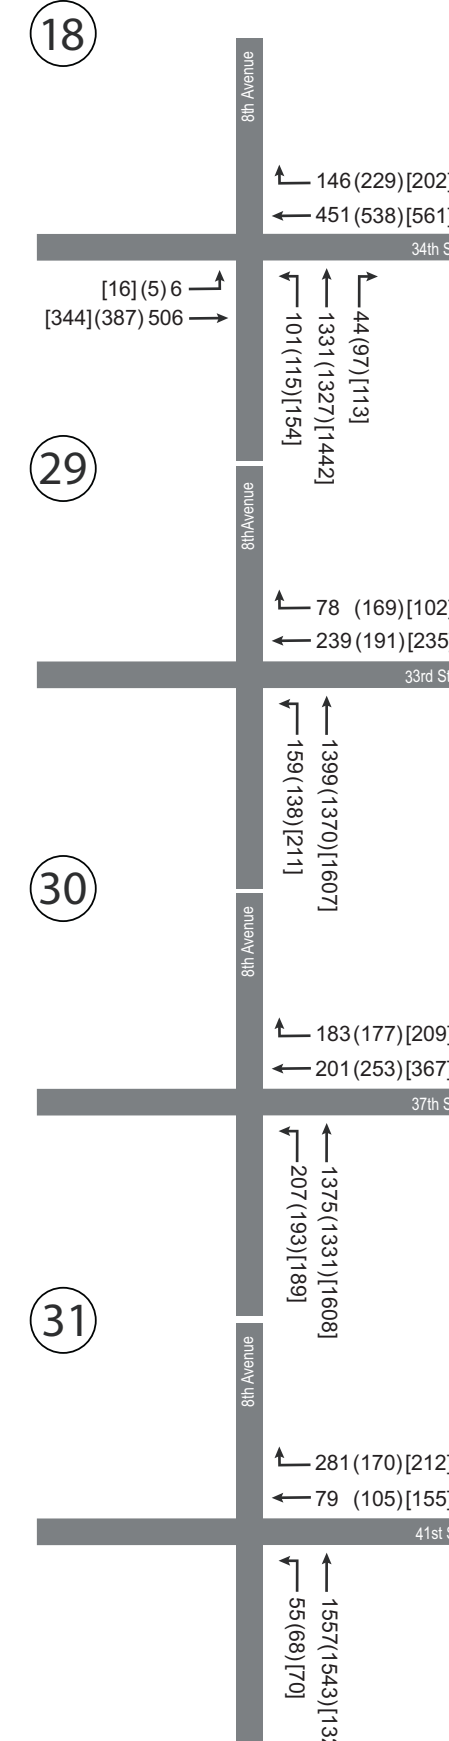 18
8th Avenue
146 (229) [202]
451 (538) [561]
34th S
[16] (5) 6
[344] (387) 506
101 (115) [154]
1331 (1327) [1442]
44 (97) [113]
29
8thAvenue
78 (169) [102]
239 (191) [235]
33rd St
159 (138) [211]
1399 (1370) [1607]
30
8th Avenue
183 (177) [209]
201 (253) [367]
37th S
207 (193) [189]
1375 (1331) [1608]
31
8th Avenue
281 (170) [212]
79 (105) [155]
41st S
55 (68) [70]
1557 (1543)